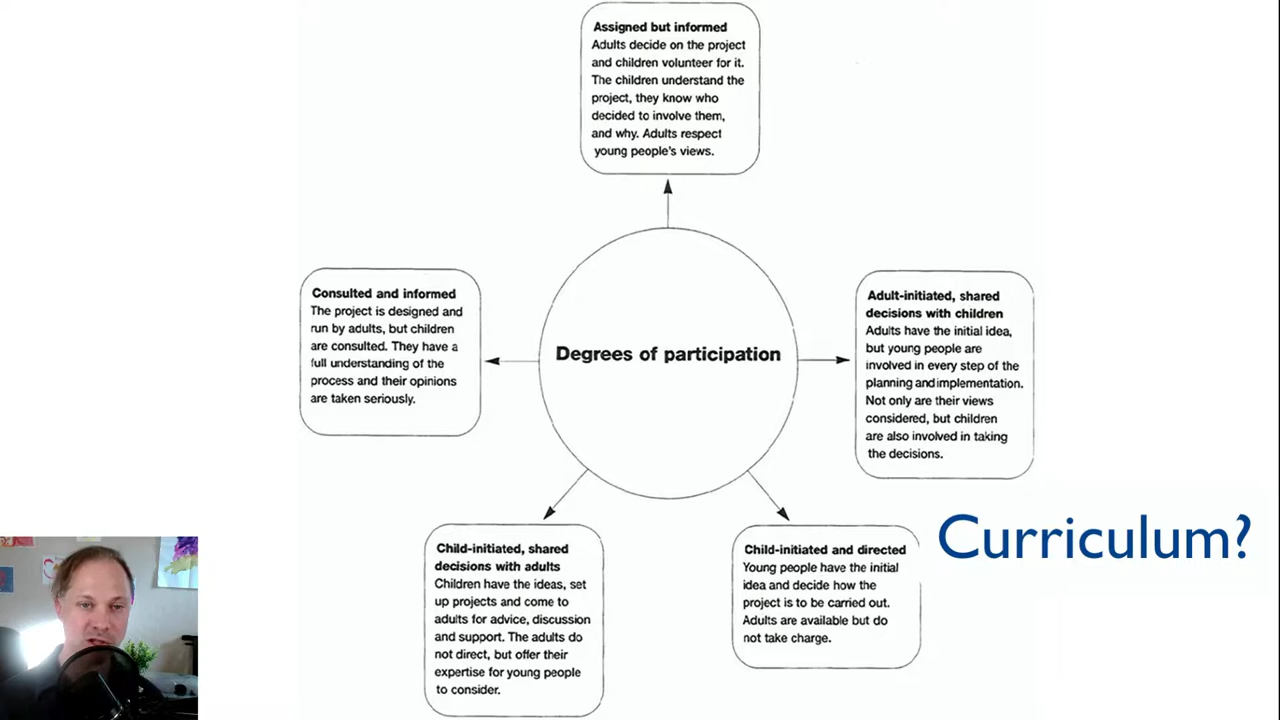 Assigned but informed
Adults decide on the project
and children volunteer for it.
The children understand the
project, they know who
decided to involve them,
and why. Adults respect
young people's views.
Consulted and informed
The project is designed and
run by adults, but children
are consulted. They have a
full understanding of the
process and their opinions
are taken seriously.
Degrees of participation
Adult-initiated, shared
decisions with children
Adults have the initial idea,
but young people are
involved in every step of the
planning and implementation.
Not only are their views
considered, but children
are also involved in taking
the decisions.
Child-initiated, shared
decisions with adults
Children have the ideas, set
up projects and come to
adults for advice, discussion
and support. The adults do
not direct, but offer their
expertise for young people
to consider.
Child-initiated and directed
Young people have the initial
idea and decide how the
project is to be carried out.
Adults are available but do
not take charge.
Curriculum?